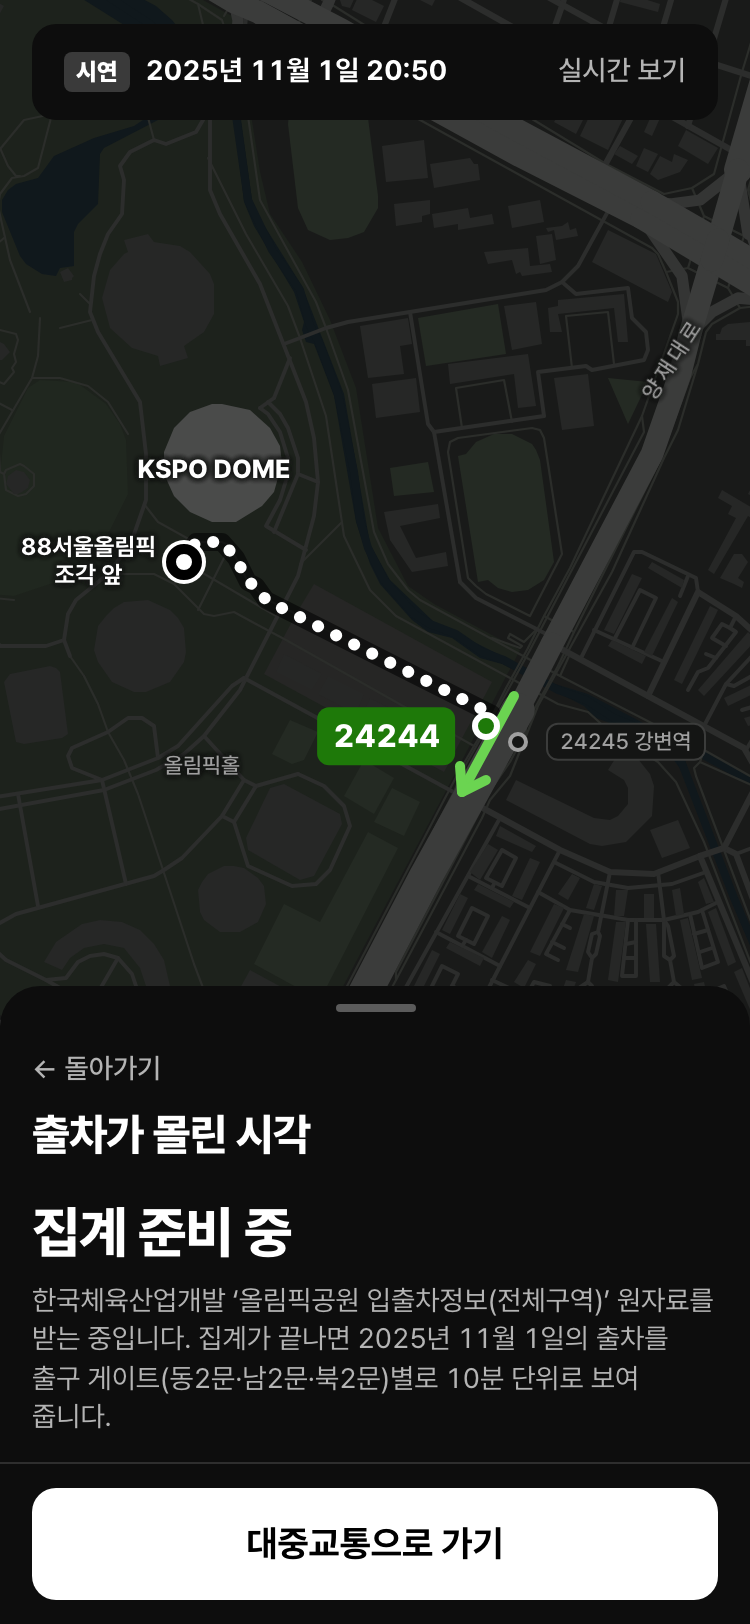 시연 2025년 11월 1일 20:50 실시간 보기
양재대로
KSPO DOME
88서울올림픽
조각 앞
24244
24245 강변역
올림픽홀
← 돌아가기
출차가 몰린 시각
집계 준비 중
한국체육산업개발 ‘올림픽공원 입출차정보(전체구역)’ 원자료를
받는 중입니다. 집계가 끝나면 2025년 11월 1일의 출차를
출구 게이트(동2문·남2문·북2문)별로 10분 단위로 보여
줍니다.
대중교통으로 가기